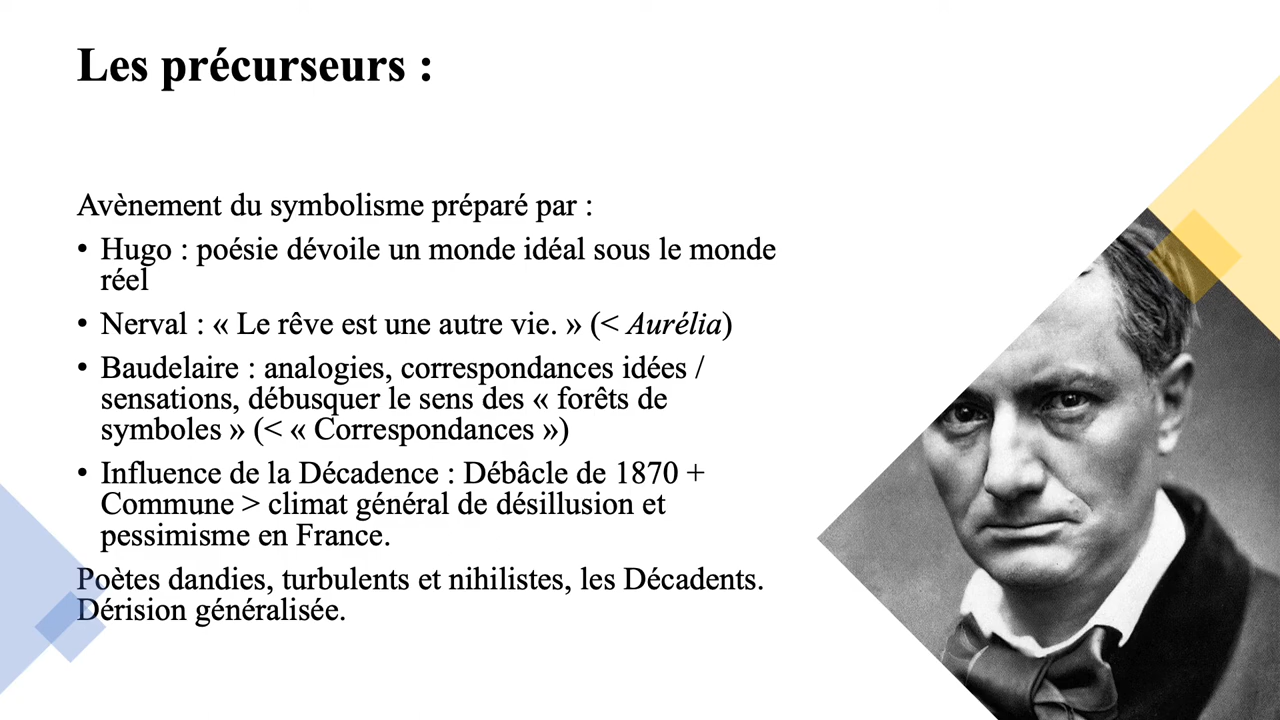 Les précurseurs :
Avènement du symbolisme préparé par :
• Hugo : poésie dévoile un monde idéal sous le monde
réel
• Nerval : « Le rêve est une autre vie. » (< Aurélia)
• Baudelaire : analogies, correspondances idées /
sensations, débusquer le sens des « forêts de
symboles » (< « Correspondances »)
• Influence de la Décadence : Débâcle de 1870 +
Commune > climat général de désillusion et
pessimisme en France.
Poètes dandies, turbulents et nihilistes, les Décadents.
Dérision généralisée.